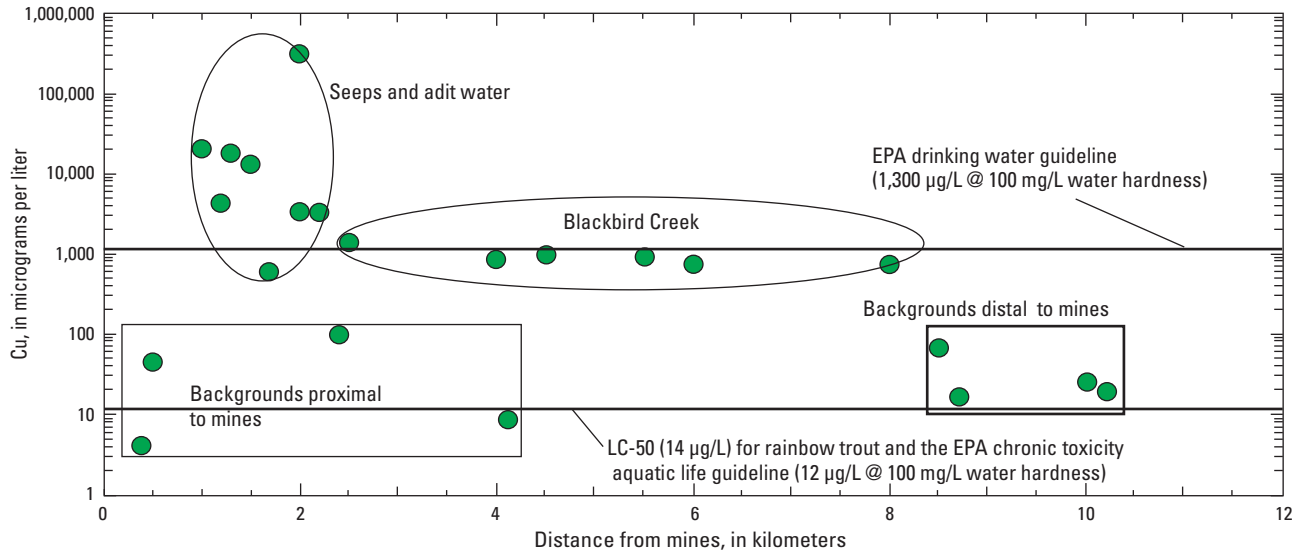 1,000,000
100,000
10,000
1,000
100
10
1
Cu, in micrograms per liter
Seeps and adit water
EPA drinking water guideline
(1,300 µg/L @ 100 mg/L water hardness)
Blackbird Creek
Backgrounds distal to mines
Backgrounds proximal
to mines
LC-50 (14 µg/L) for rainbow trout and the EPA chronic toxicity
aquatic life guideline (12 µg/L @ 100 mg/L water hardness)
0 2 4 6 8 10 12
Distance from mines, in kilometers